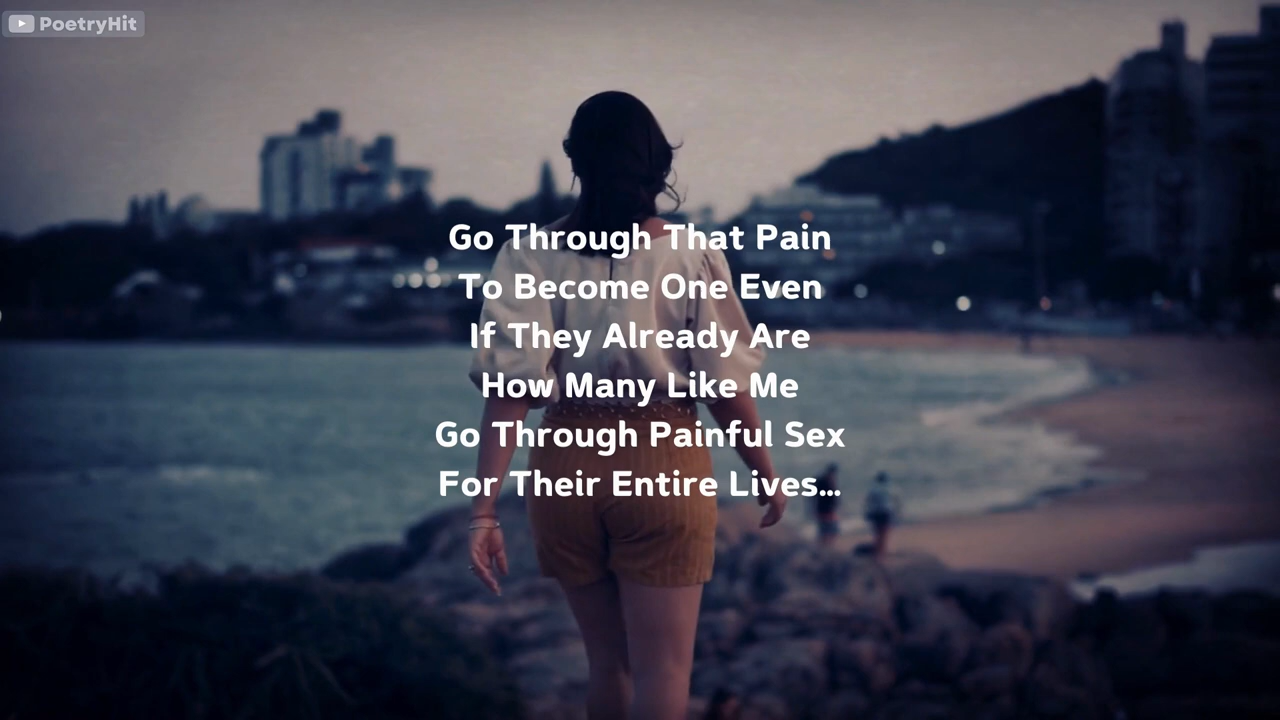 PoetryHit
Go Through That Pain
To Become One Even
If They Already Are
How Many Like Me
Go Through Painful Sex
For Their Entire Lives...